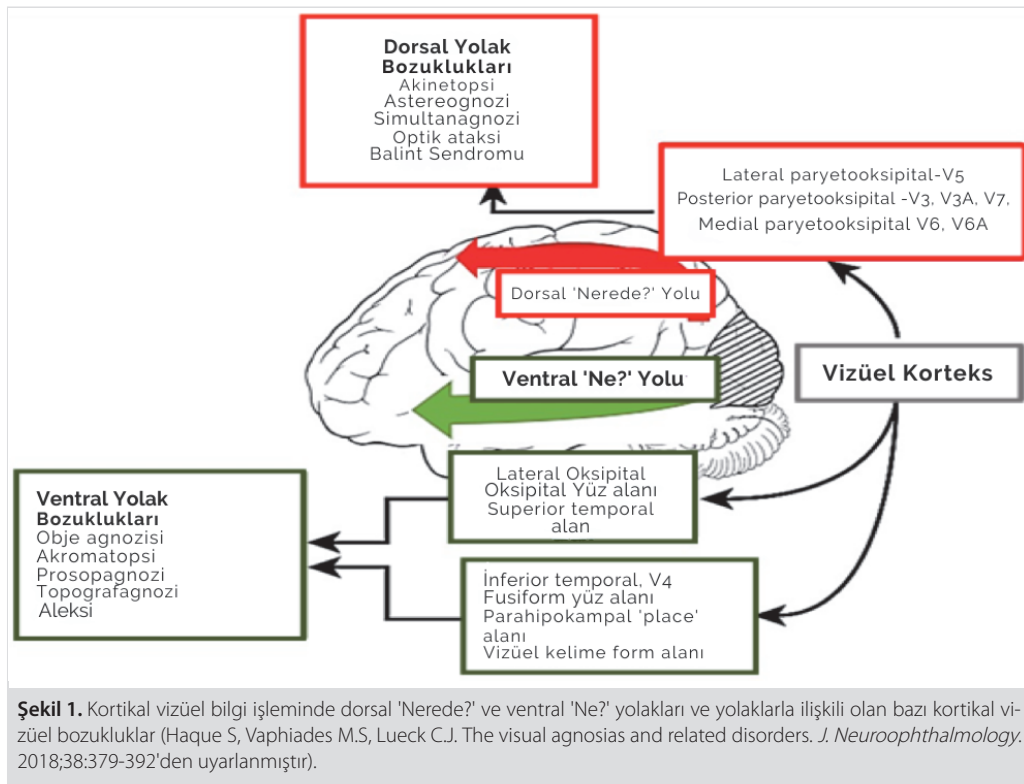 Dorsal Yolak
Bozuklukları
Akinetopsi
Astereognozi
Simultanagnozi
Optik ataksi
Balint Sendromu
Lateral paryetooksipital-V5
Posterior paryetooksipital -V3, V3A, V7,
Medial paryetooksipital V6, V6A
Dorsal 'Nerede?' Yolu
Ventral 'Ne?' Yolu
Vizüel Korteks
Lateral Oksipital
Oksipital Yüz alanı
Superior temporal
alan
Ventral Yolak
Bozuklukları
Obje agnozisi
Akromatopsi
Prosopagnozi
Topografagnozi
Aleksi
İnferior temporal, V4
Fusiform yüz alanı
Parahipokampal 'place'
alanı
Vizüel kelime form alanı
Şekil 1. Kortikal vizüel bilgi işleminde dorsal 'Nerede?' ve ventral 'Ne?' yolakları ve yolaklarla ilişkili olan bazı kortikal vi-
züel bozukluklar (Haque S, Vaphiades M.S, Lueck C.J. The visual agnosias and related disorders. J. Neuroophthalmology.
2018;38:379-392'den uyarlanmıştır).